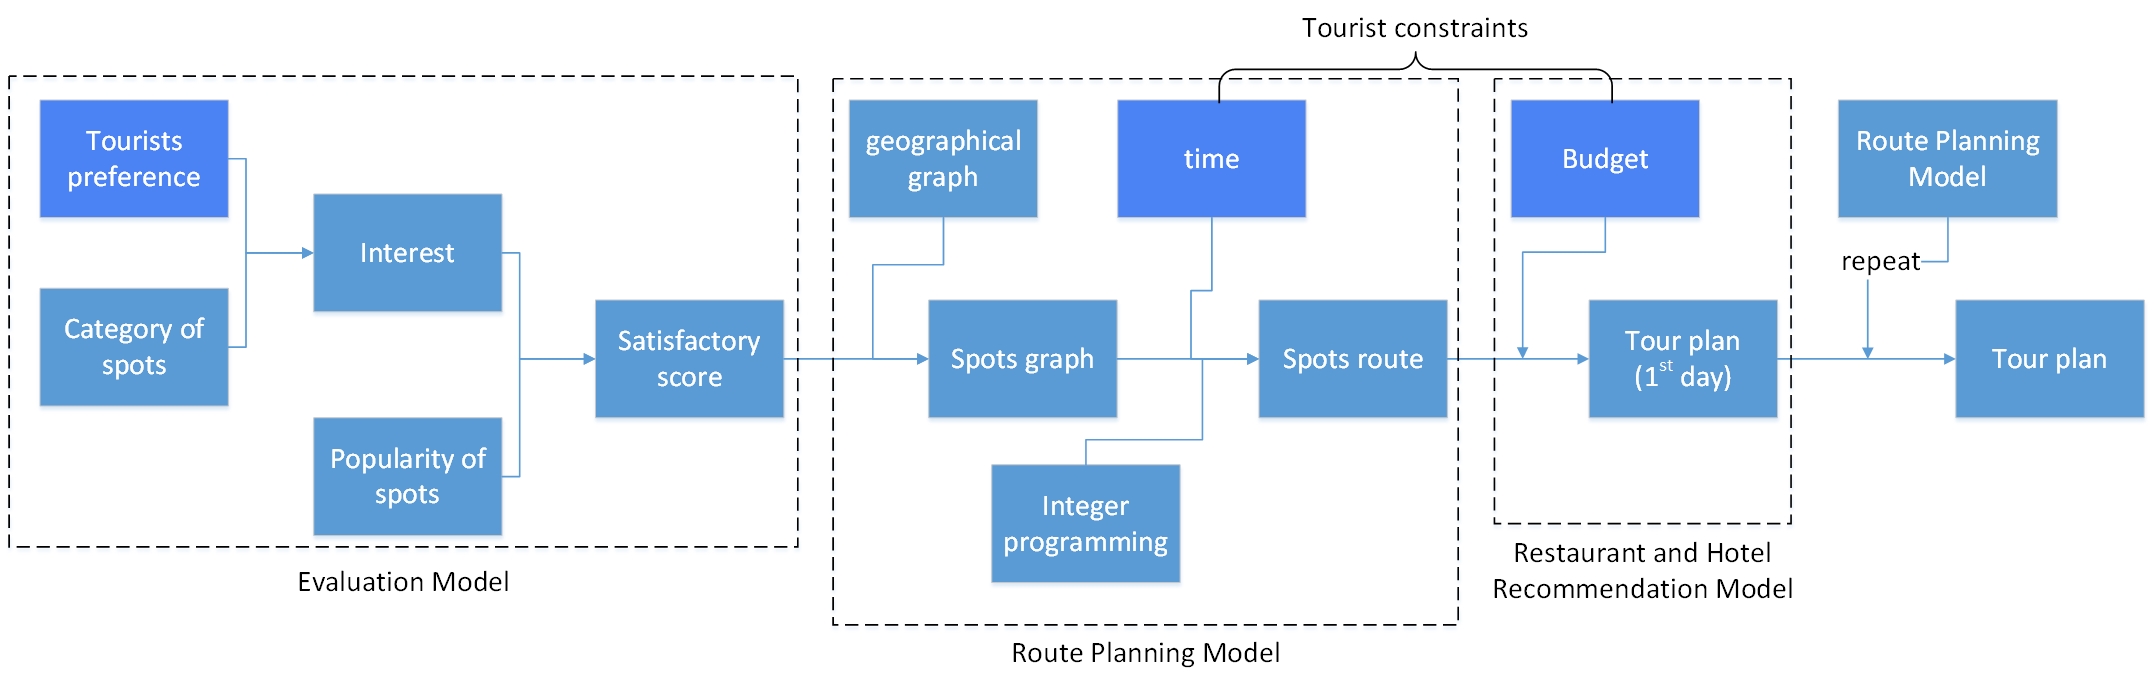 Tourist constraints
Tourists
preference
Category of
spots
Interest
Popularity of
spots
Satisfactory
score
Evaluation Model
geographical
graph
time
Spots graph
Spots route
Integer
programming
Route Planning Model
Budget
Tour plan
(1st day)
Restaurant and Hotel
Recommendation Model
Route Planning
Model
repeat
Tour plan